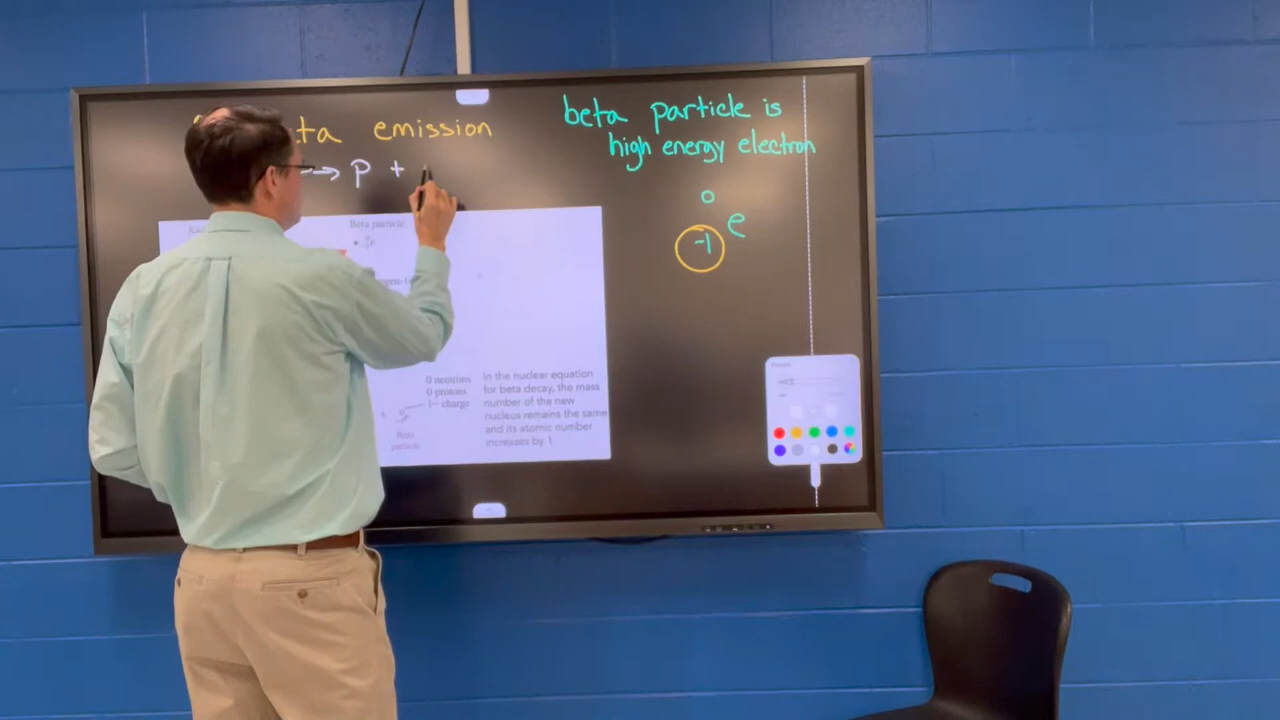 emission
→ P +
beta particle is
high energy electron
0
-1 e
Beta particle
0 neutrons
0 protons
1− charge
Beta
particle
In the nuclear equation
for beta decay, the mass
number of the new
nucleus remains the same
and its atomic number
increases by 1